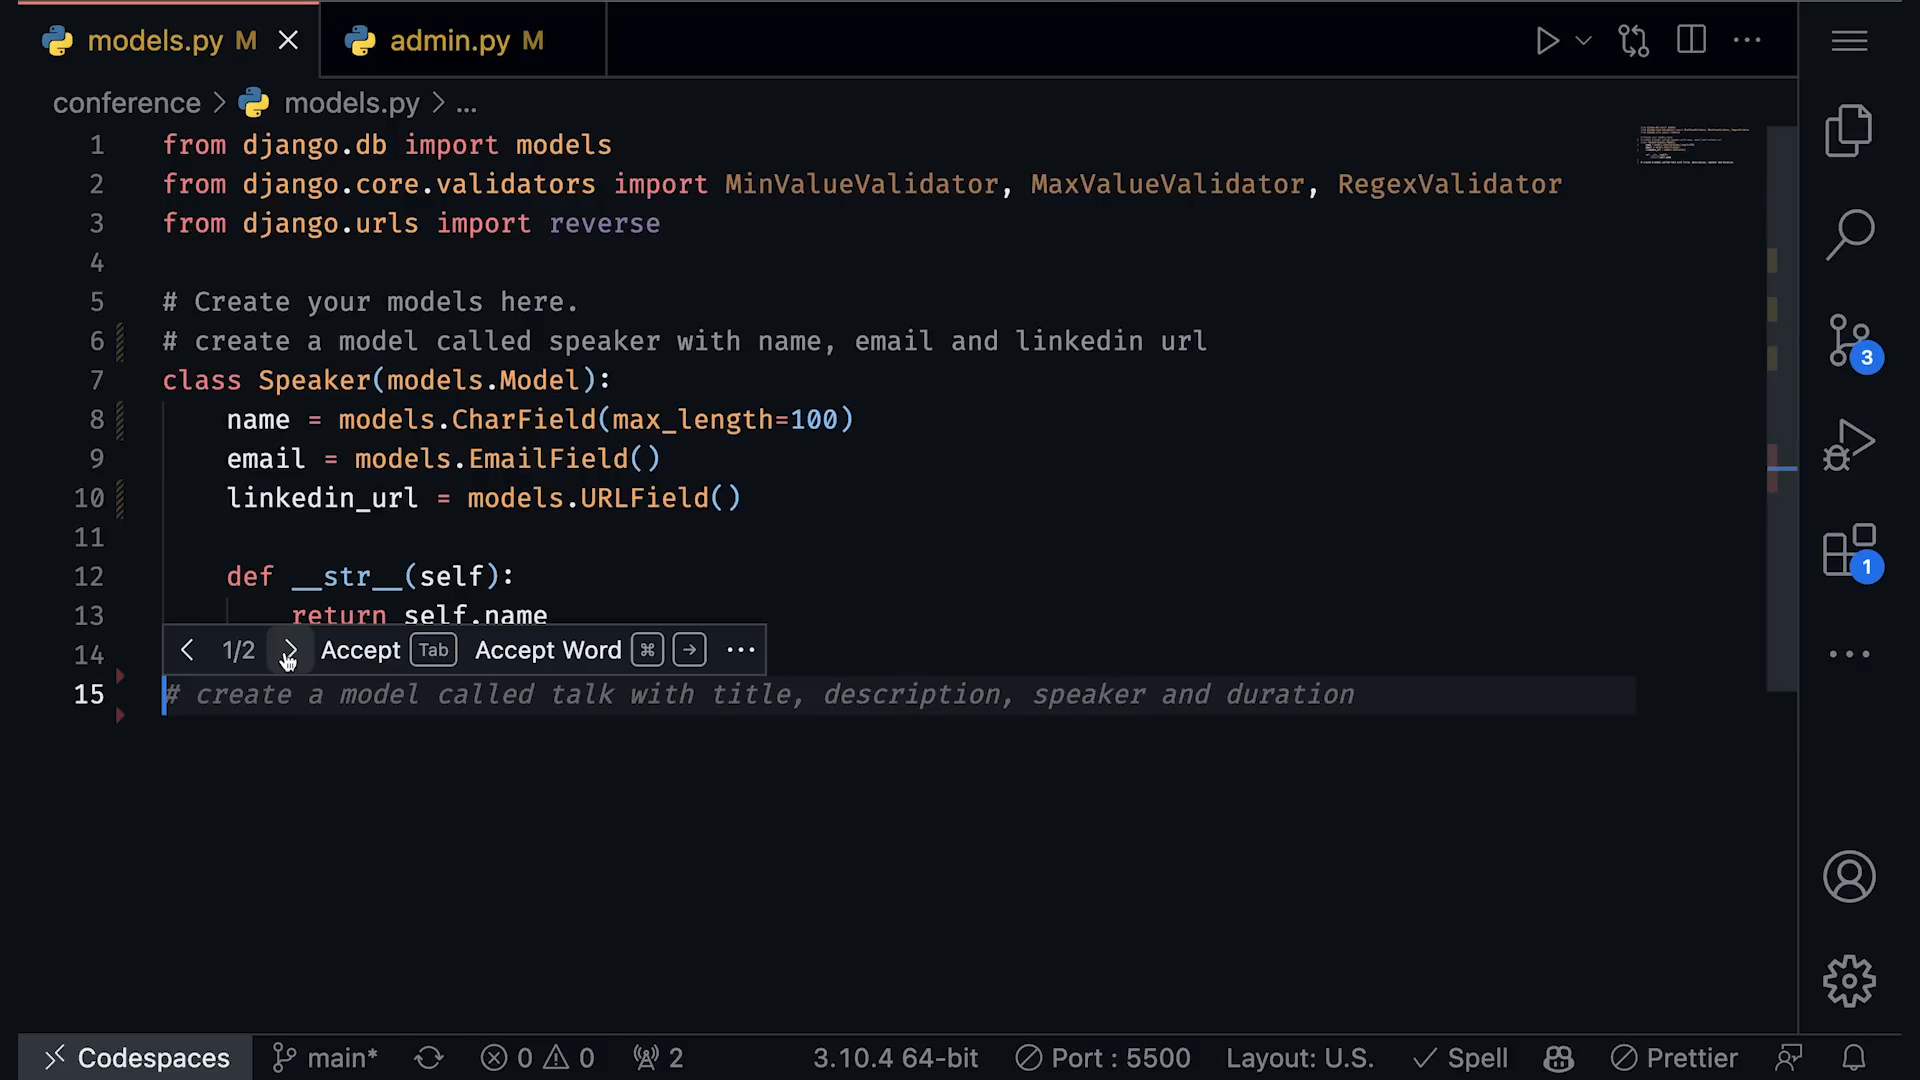 models.py M
admin.py M
conference > models.py > ...
1 from django.db import models
2 from django.core.validators import MinValueValidator, MaxValueValidator, RegexValidator
3 from django.urls import reverse
4
5 # Create your models here.
6 # create a model called speaker with name, email and linkedin url
7 class Speaker(models.Model):
8 name = models.CharField(max_length=100)
9 email = models.EmailField()
10 linkedin_url = models.URLField()
11
12 def __str__(self):
13 return self.name
14
< 1/2 > Accept Tab Accept Word ⌘ → ...
15 # create a model called talk with title, description, speaker and duration
3
1
Codespaces main* 0 0 2 3.10.4 64-bit Port : 5500 Layout: U.S. Spell Prettier